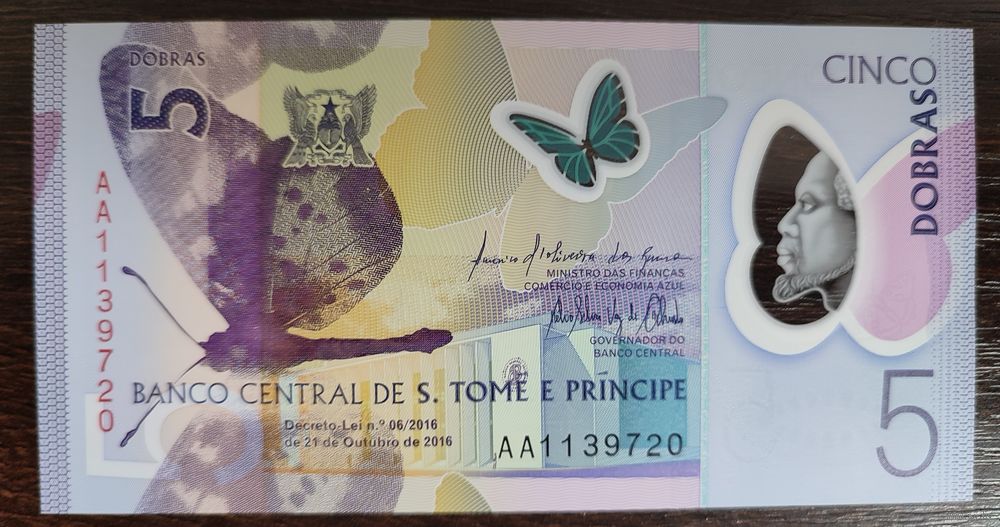 DOBRAS
5
CINCO
DOBRAS
AA1139720
MINISTRO DAS FINANÇAS
COMÉRCIO E ECONOMIA AZUL
GOVERNADOR DO
BANCO CENTRAL
BANCO CENTRAL DE S. TOMÉ E PRÍNCIPE
Decreto-Lei n.º 06/2016
de 21 de Outubro de 2016
AA1139720
5